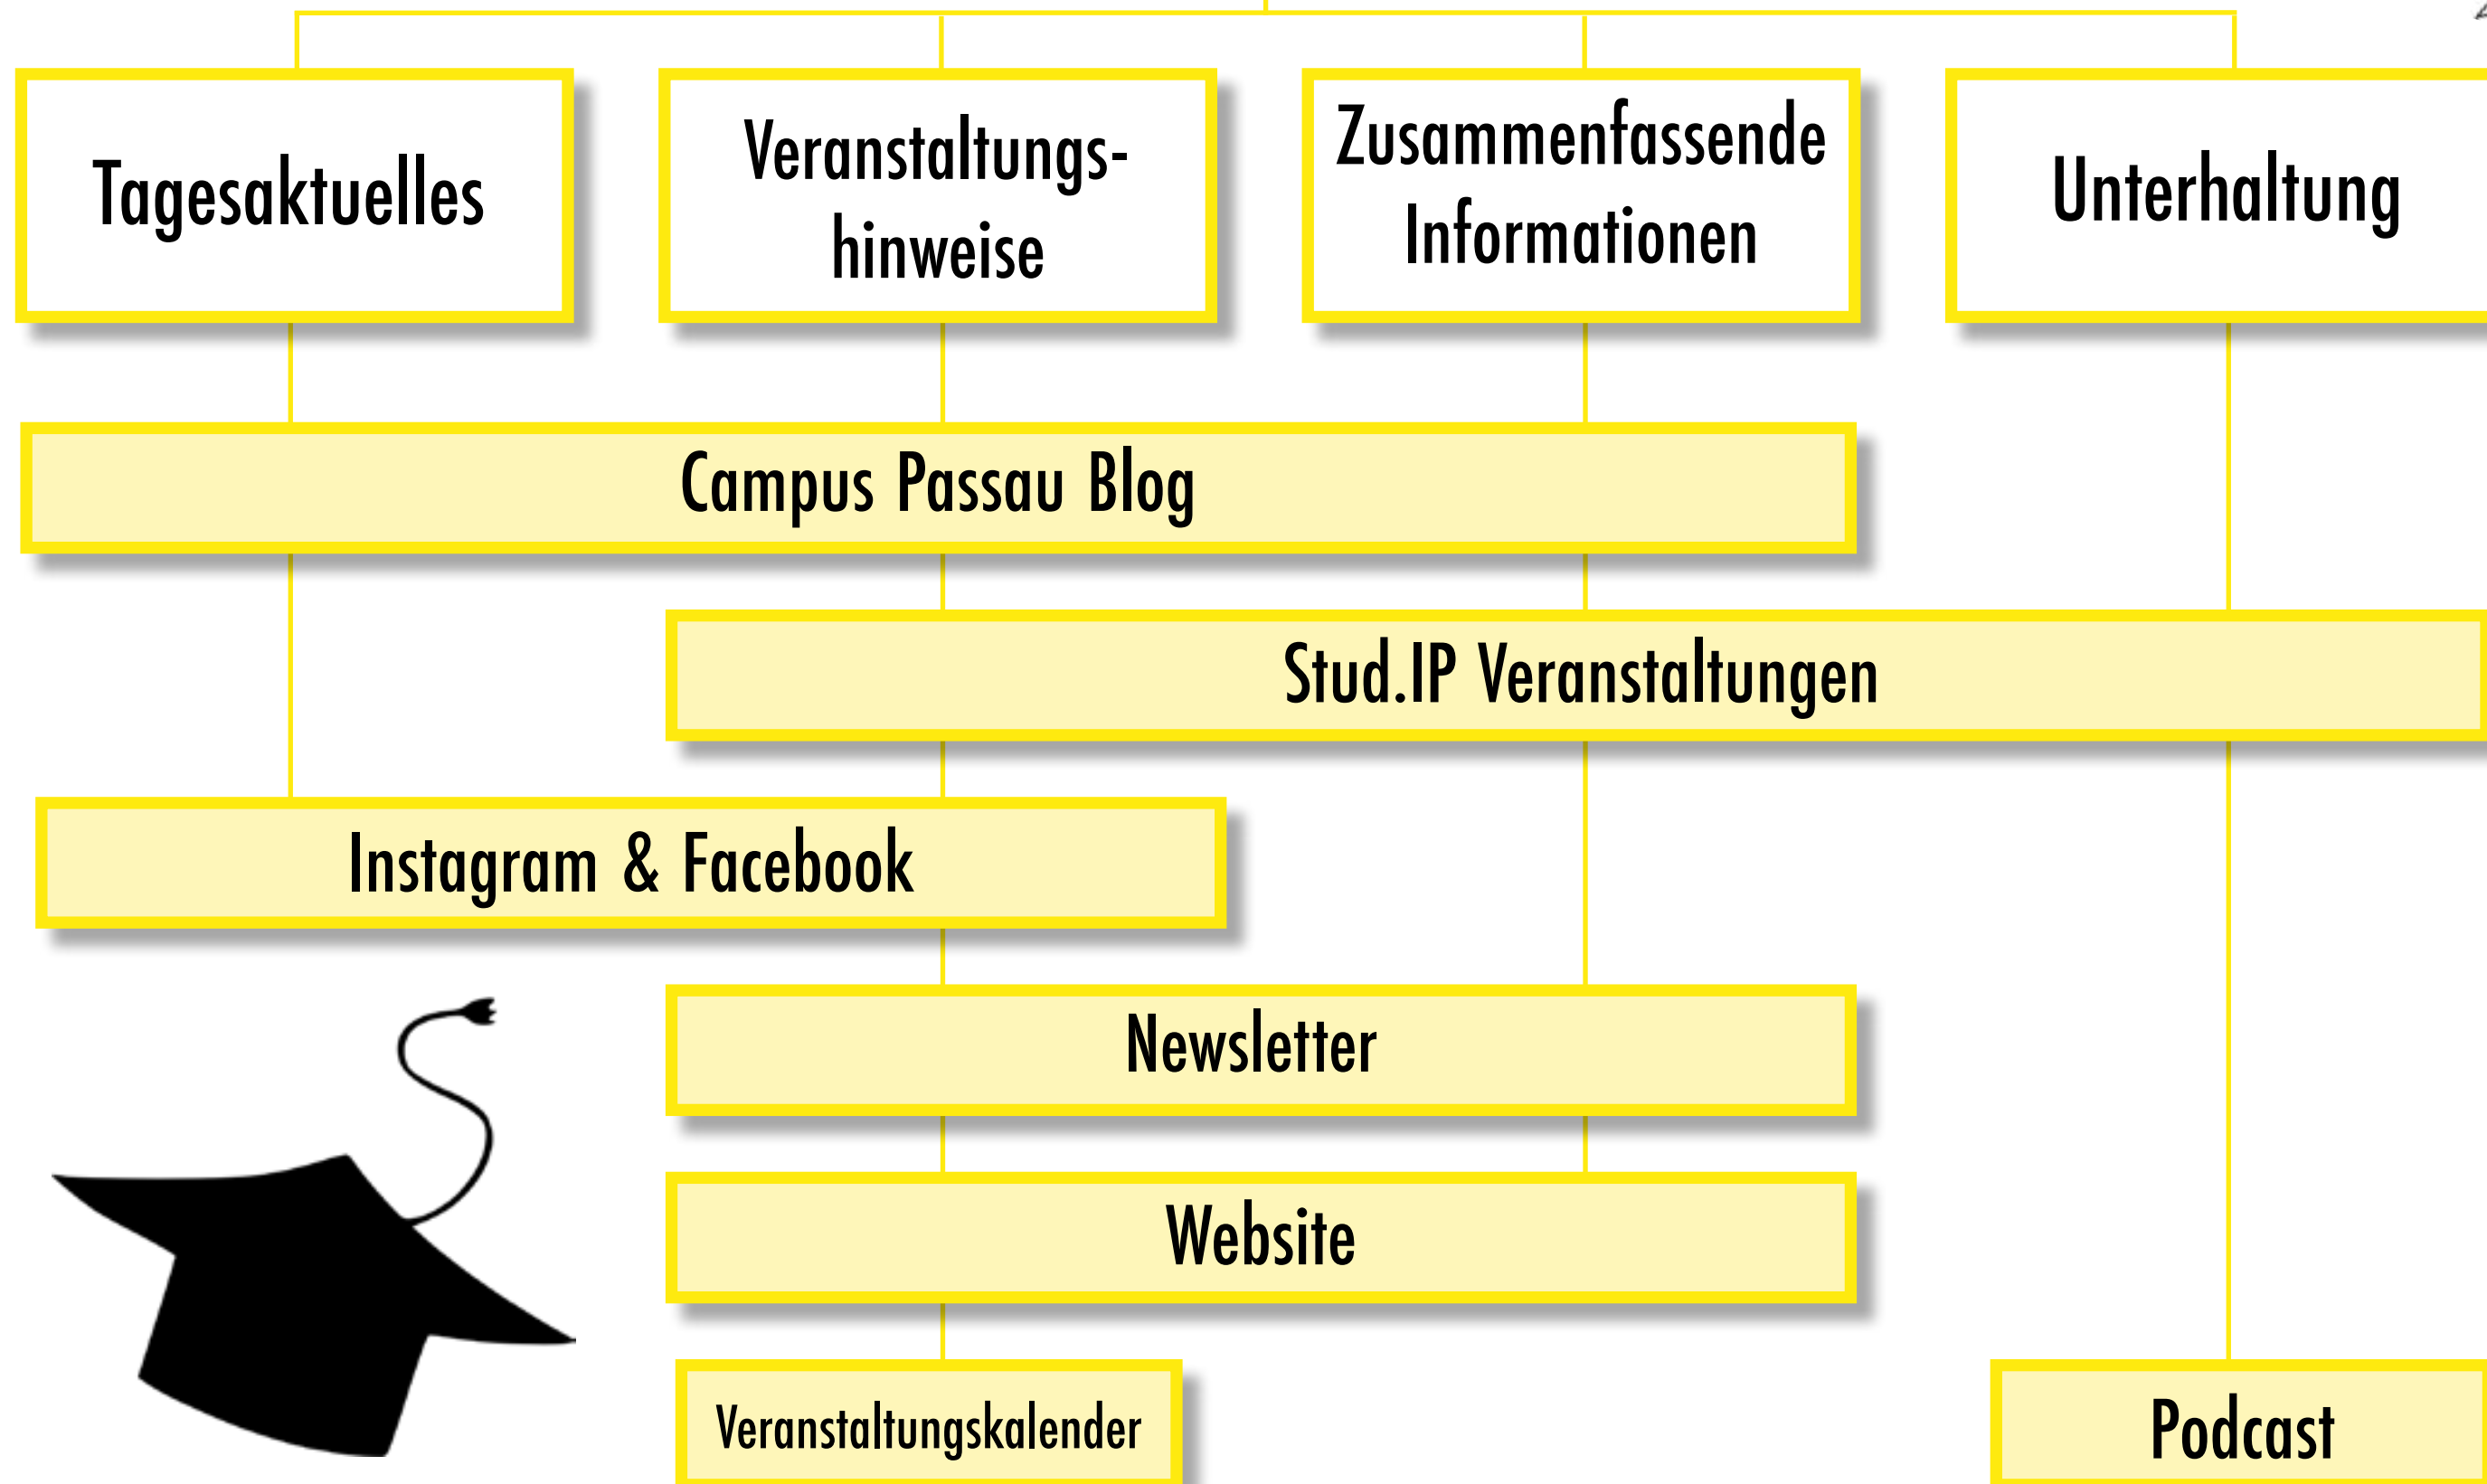 Tagesaktuelles
Veranstaltungs-
hinweise
Zusammenfassende
Informationen
Unterhaltung
Campus Passau Blog
Stud.IP Veranstaltungen
Instagram & Facebook
Newsletter
Website
Veranstaltungskalender
Podcast